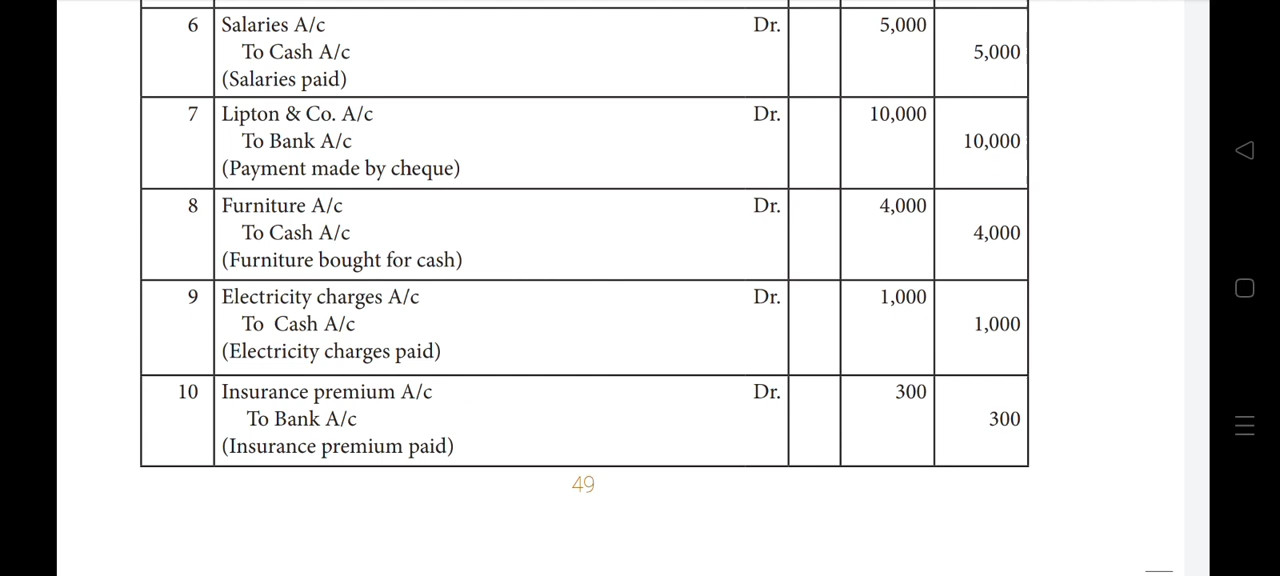 6 Salaries A/c Dr. 5,000
To Cash A/c 5,000
(Salaries paid)
7 Lipton & Co. A/c Dr. 10,000
To Bank A/c 10,000
(Payment made by cheque)
8 Furniture A/c Dr. 4,000
To Cash A/c 4,000
(Furniture bought for cash)
9 Electricity charges A/c Dr. 1,000
To Cash A/c 1,000
(Electricity charges paid)
10 Insurance premium A/c Dr. 300
To Bank A/c 300
(Insurance premium paid)
49